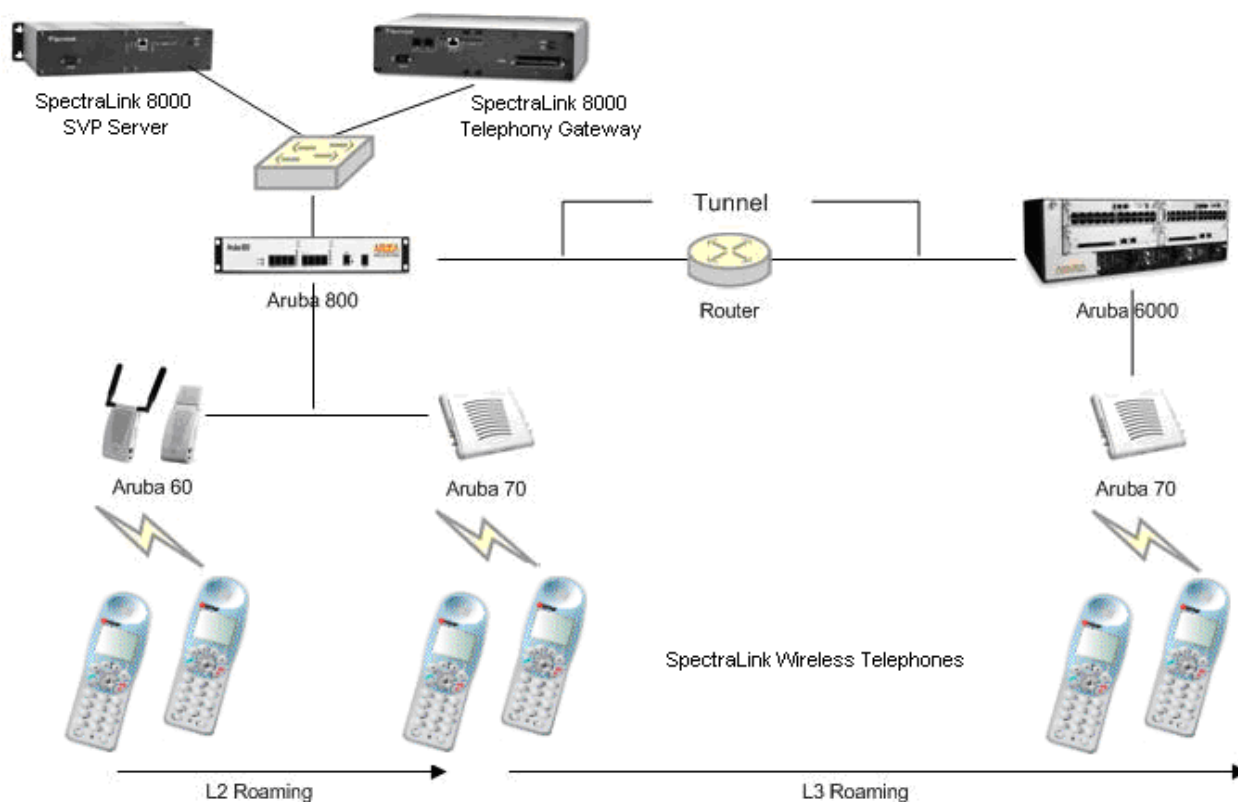 SpectraLink 8000
SVP Server
SpectraLink 8000
Telephony Gateway
Tunnel
Aruba 800
Router
Aruba 6000
Aruba 60
Aruba 70
Aruba 70
SpectraLink Wireless Telephones
L2 Roaming
L3 Roaming